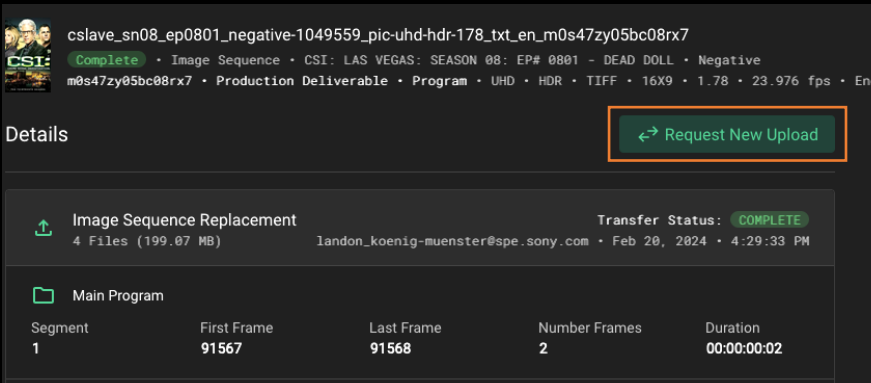 CSI:
cslave_sn08_ep0801_negative-1049559_pic-uhd-hdr-178_txt_en_m0s47zy05bc08rx7
Complete • Image Sequence • CSI: LAS VEGAS: SEASON 08: EP# 0801 - DEAD DOLL • Negative
m0s47zy05bc08rx7 • Production Deliverable • Program • UHD • HDR • TIFF • 16X9 • 1.78 • 23.976 fps • En
Details
Request New Upload
Image Sequence Replacement
Transfer Status: COMPLETE
4 Files (199.07 MB)
landon_koenig-muenster@spe.sony.com • Feb 20, 2024 • 4:29:33 PM
Main Program
Segment First Frame Last Frame Number Frames Duration
1 91567 91568 2 00:00:00:02